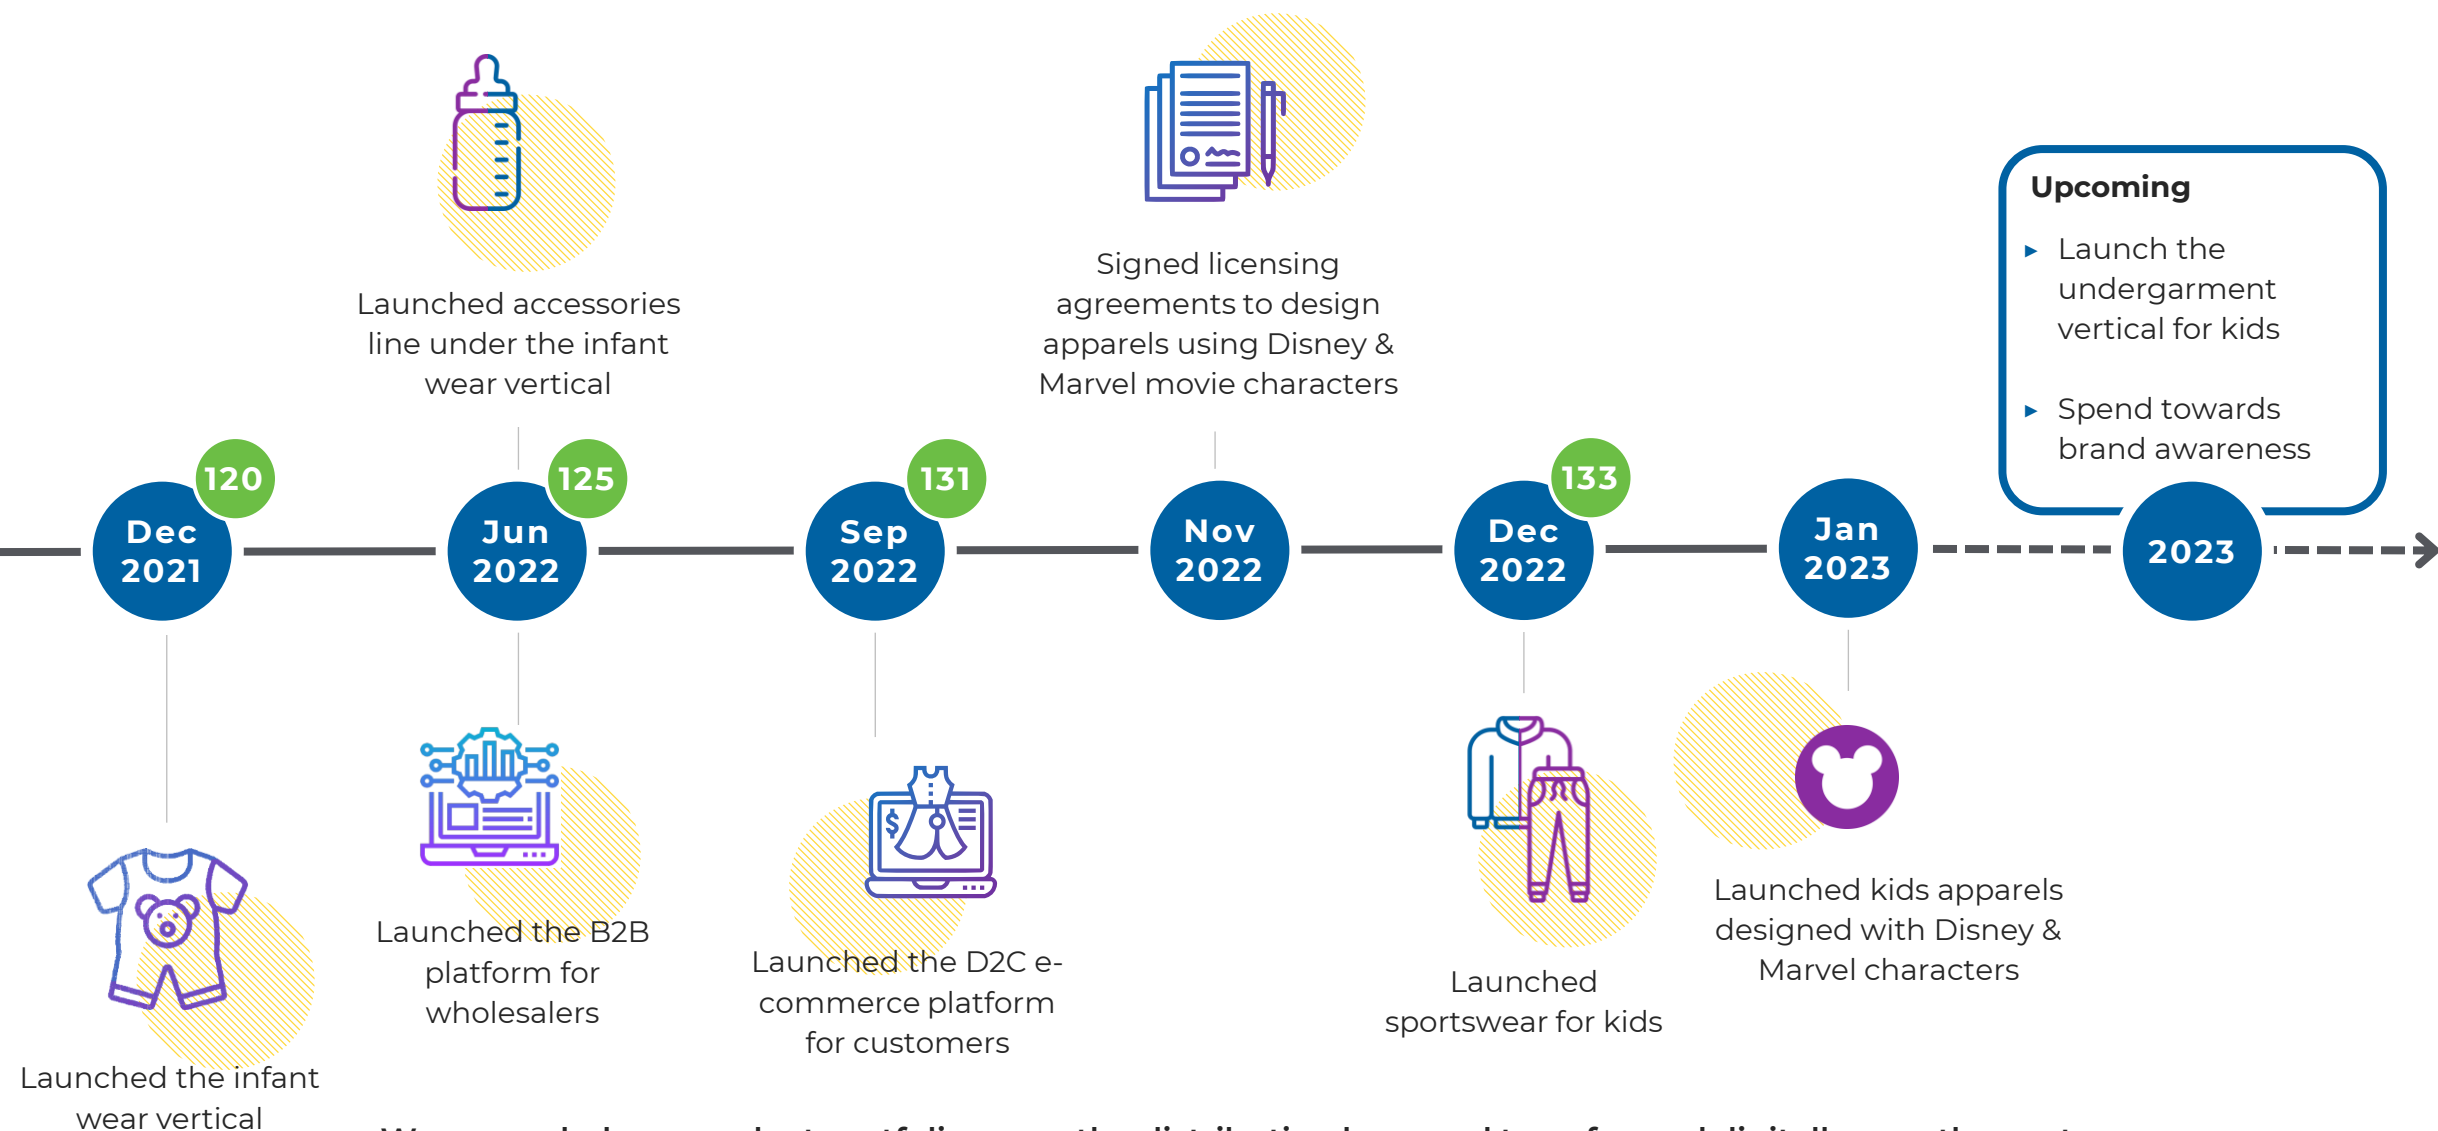 Launched accessories
line under the infant
wear vertical
Signed licensing
agreements to design
apparels using Disney &
Marvel movie characters
Upcoming
▸ Launch the
undergarment
vertical for kids
▸ Spend towards
brand awareness
120
125
131
133
Dec
2021
Jun
2022
Sep
2022
Nov
2022
Dec
2022
Jan
2023
2023
$
Launched the infant
wear vertical
Launched the B2B
platform for
wholesalers
Launched the D2C e-
commerce platform
for customers
Launched
sportswear for kids
Launched kids apparels
designed with Disney &
Marvel characters